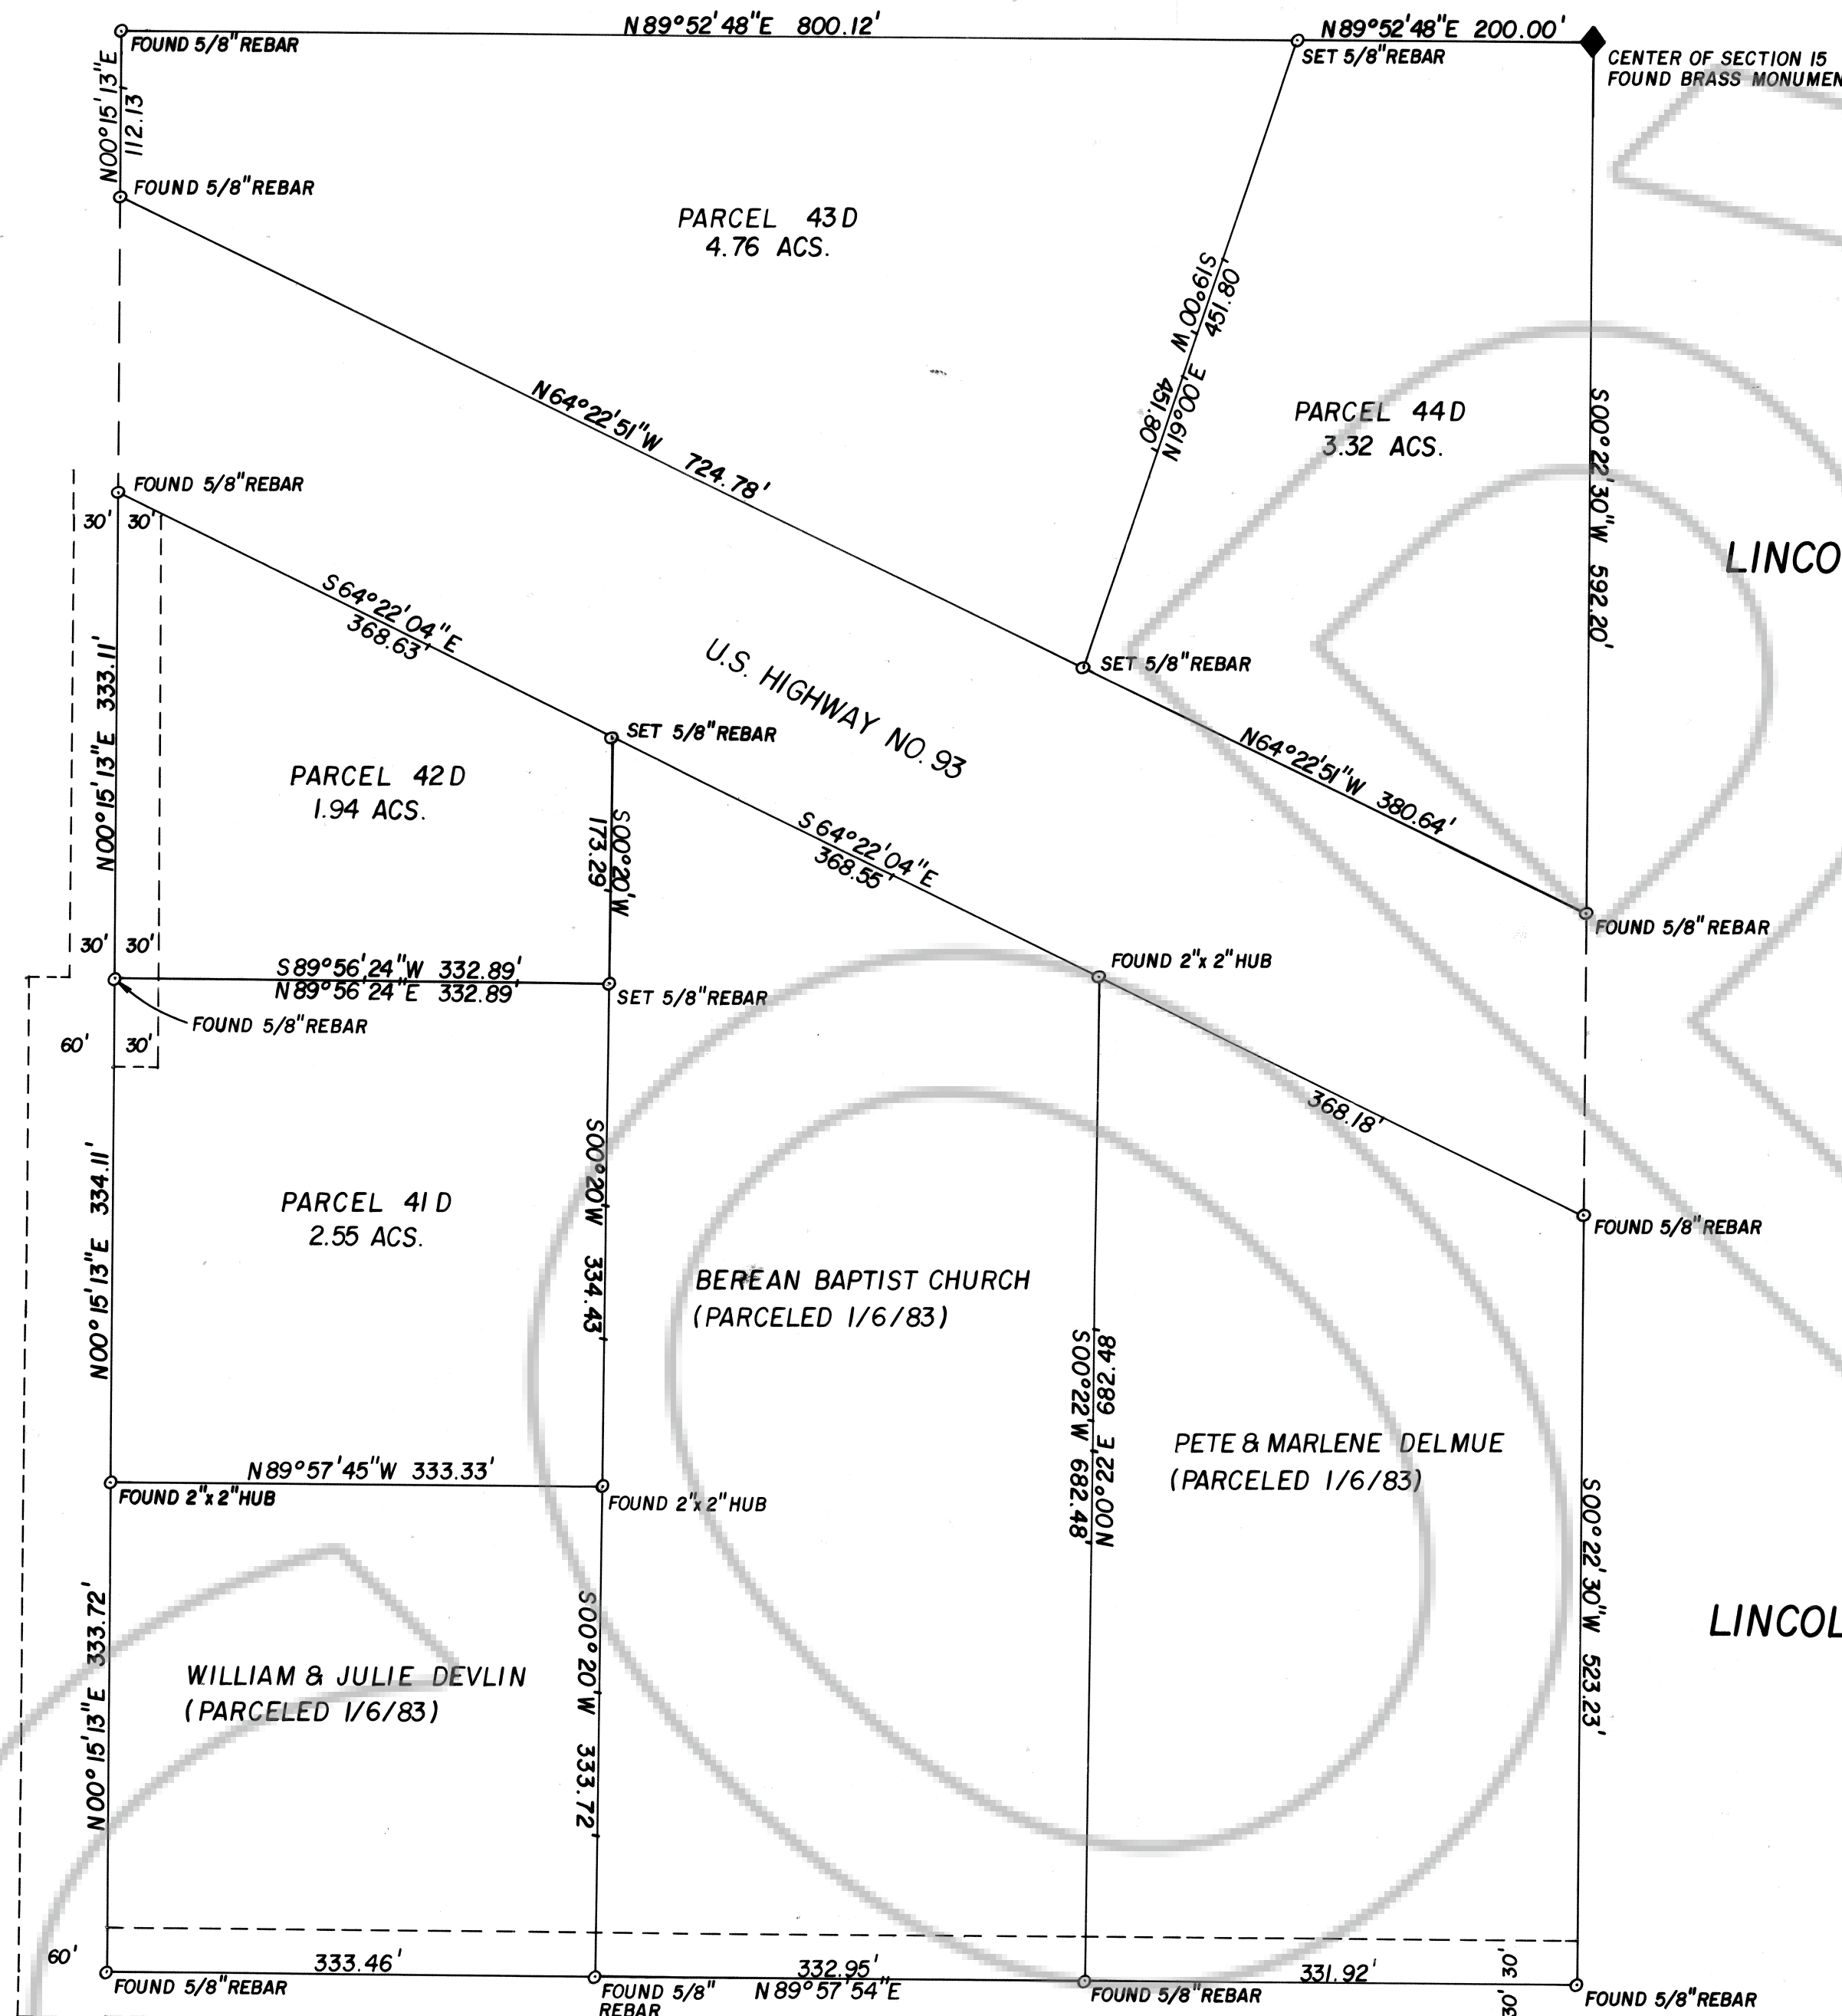 N89°52'48"E 800.12'
N89°52'48"E 200.00'
FOUND 5/8"REBAR
SET 5/8"REBAR
CENTER OF SECTION 15
FOUND BRASS MONUMEN
N00°15'13"E
112.13'
FOUND 5/8"REBAR
PARCEL 43D
4.76 ACS.
S19°00'W
451.80'
N19°00'E
451.80'
PARCEL 44D
3.32 ACS.
S00°22'30"W 592.20'
N64°22'51"W 724.78'
FOUND 5/8"REBAR
30' 30'
LINCO
S64°22'04"E
368.63'
U.S. HIGHWAY NO. 93
SET 5/8"REBAR
N00°15'13"E 333.11'
SET 5/8"REBAR
N64°22'51"W 380.64'
PARCEL 42D
1.94 ACS.
S00°20'W
173.29'
S64°22'04"E
368.55'
FOUND 5/8"REBAR
30' 30'
S89°56'24"W 332.89'
N89°56'24"E 332.89'
FOUND 2"x 2"HUB
SET 5/8"REBAR
FOUND 5/8"REBAR
60' 30'
368.18'
N00°15'13"E 334.11'
PARCEL 41D
2.55 ACS.
S00°20'W 334.43'
FOUND 5/8"REBAR
BEREAN BAPTIST CHURCH
(PARCELED 1/6/83)
S00°22'W 682.48'
N00°22'E 682.48'
PETE & MARLENE DELMUE
(PARCELED 1/6/83)
N89°57'45"W 333.33'
FOUND 2"x 2"HUB
FOUND 2"x 2"HUB
S00°22'30"W 523.23'
LINCOL
N00°15'13"E 333.72'
WILLIAM & JULIE DEVLIN
(PARCELED 1/6/83)
S00°20'W 333.72'
60'
333.46'
332.95'
N89°57'54"E
331.92'
30'
30'
FOUND 5/8"REBAR
FOUND 5/8"
REBAR
FOUND 5/8"REBAR
FOUND 5/8"REBAR